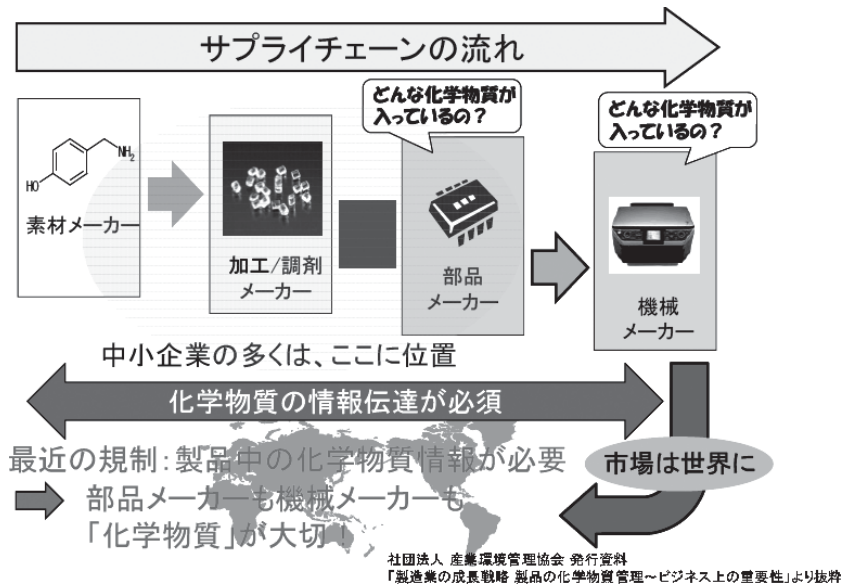 サプライチェーンの流れ
どんな化学物質が
入っているの？
どんな化学物質が
入っているの？
HO
NH2
素材メーカー
加工/調剤
メーカー
部品
メーカー
機械
メーカー
中小企業の多くは、ここに位置
化学物質の情報伝達が必須
最近の規制：製品中の化学物質情報が必要
部品メーカーも機械メーカーも
「化学物質」が大切！
市場は世界に
社団法人 産業環境管理協会 発行資料
『製造業の成長戦略 製品の化学物質管理～ビジネス上の重要性』より抜粋